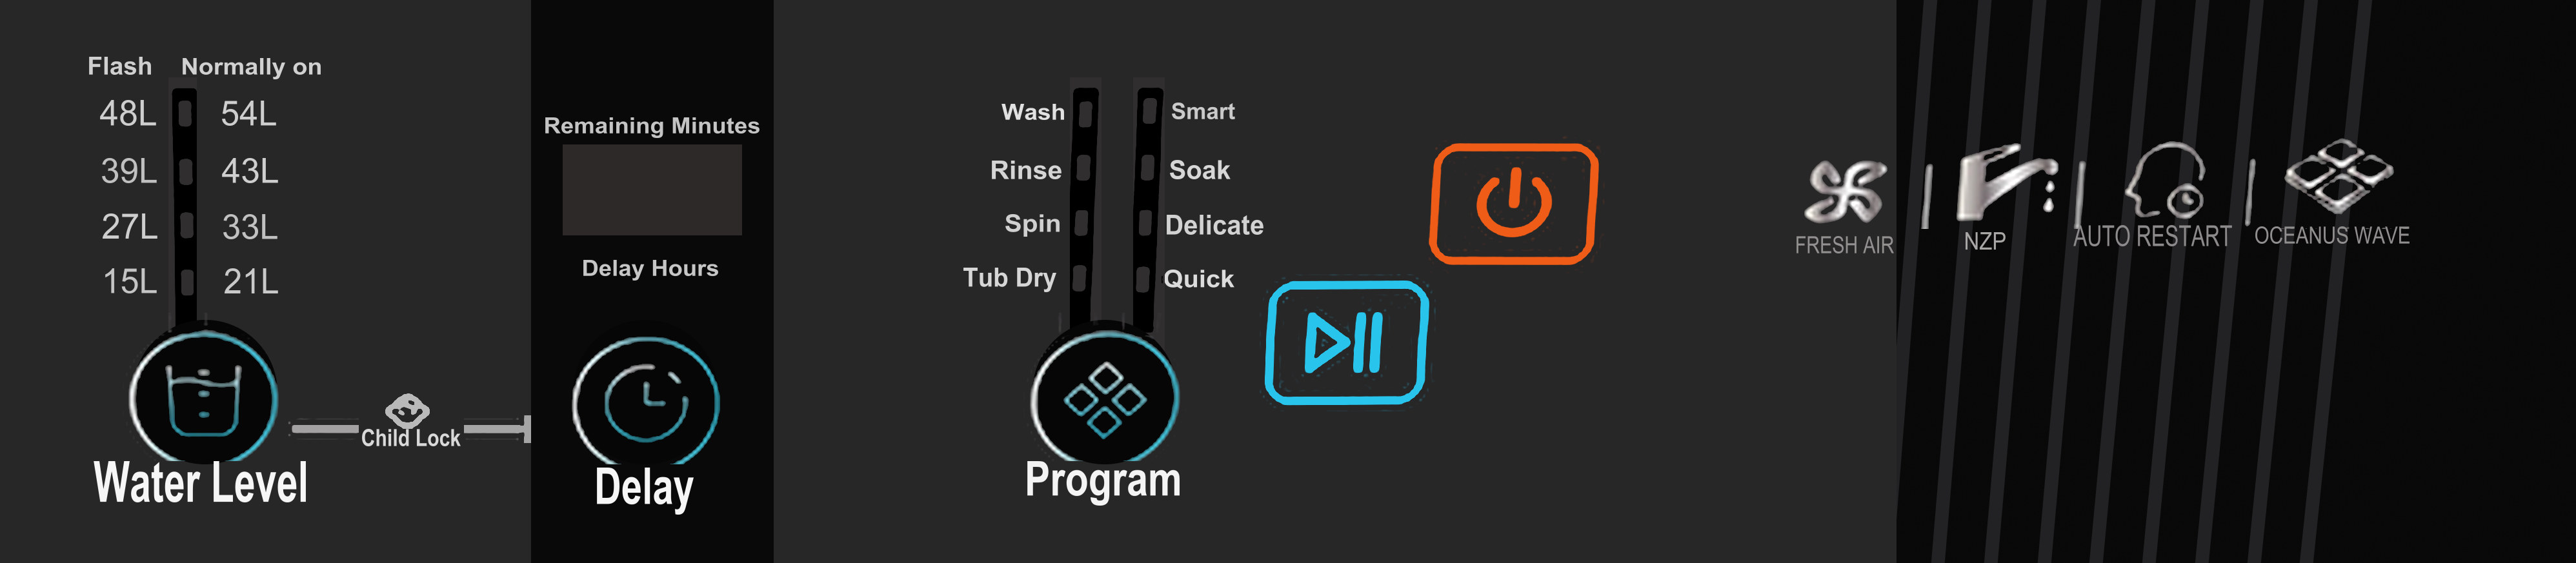 Flash Normally on
48L 54L
39L 43L
27L 33L
15L 21L
Child Lock
Water Level
Remaining Minutes
Delay Hours
Delay
Wash Smart
Rinse Soak
Spin Delicate
Tub Dry Quick
Program
FRESH AIR
NZP
AUTO RESTART
OCEANUS WAVE